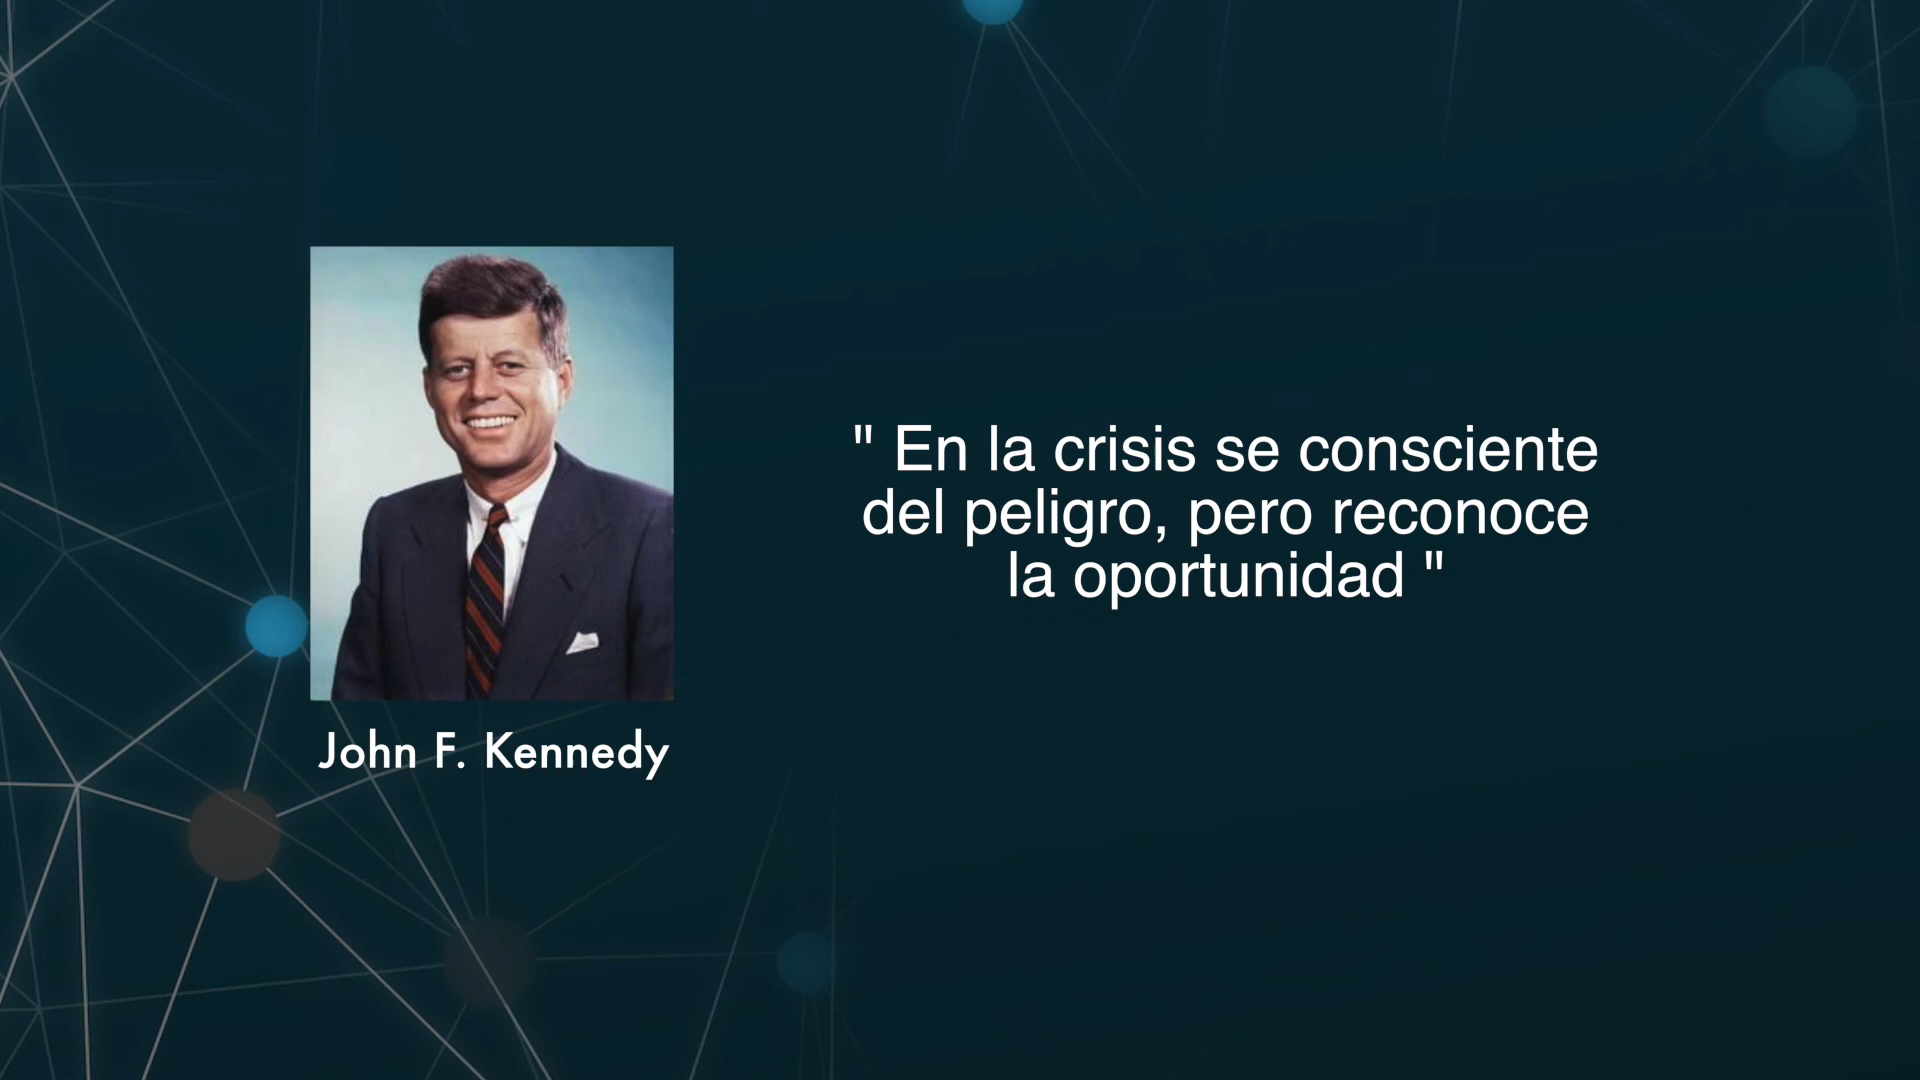 John F. Kennedy
" En la crisis se consciente
del peligro, pero reconoce
la oportunidad "